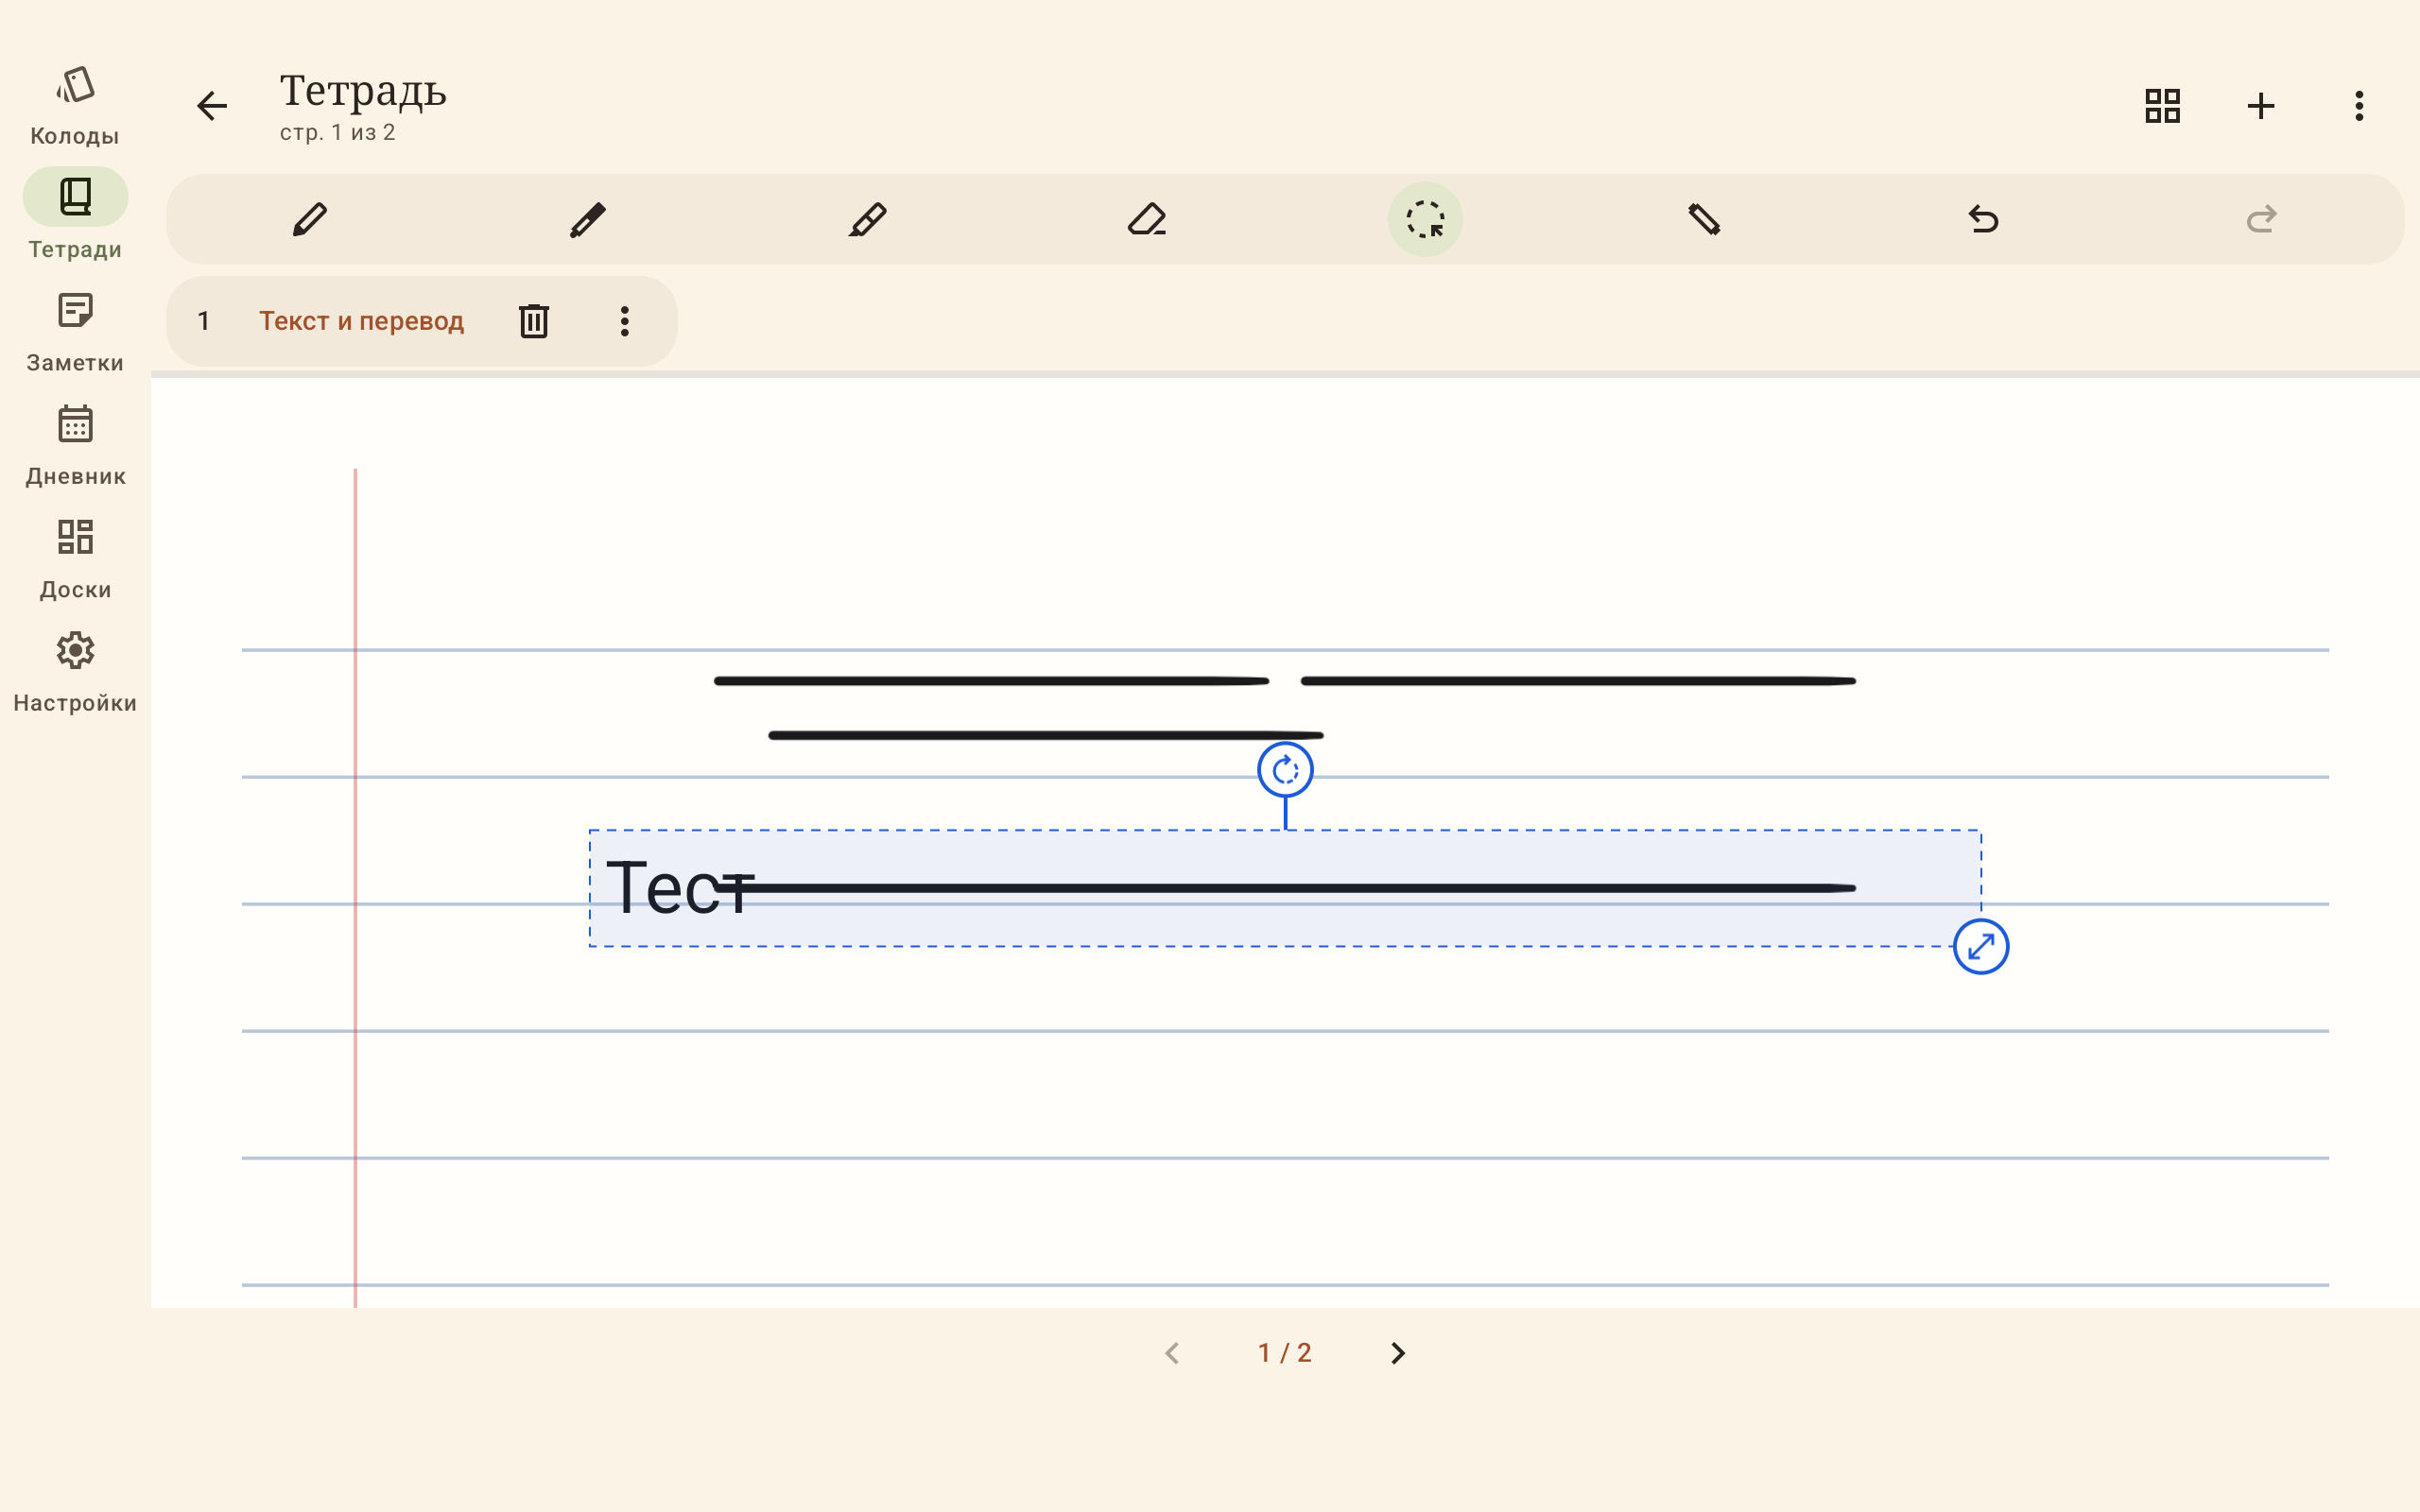 Колоды
Тетради
Заметки
Дневник
Доски
Настройки
Тетрадь
стр. 1 из 2
1 Текст и перевод
Тест
1 / 2